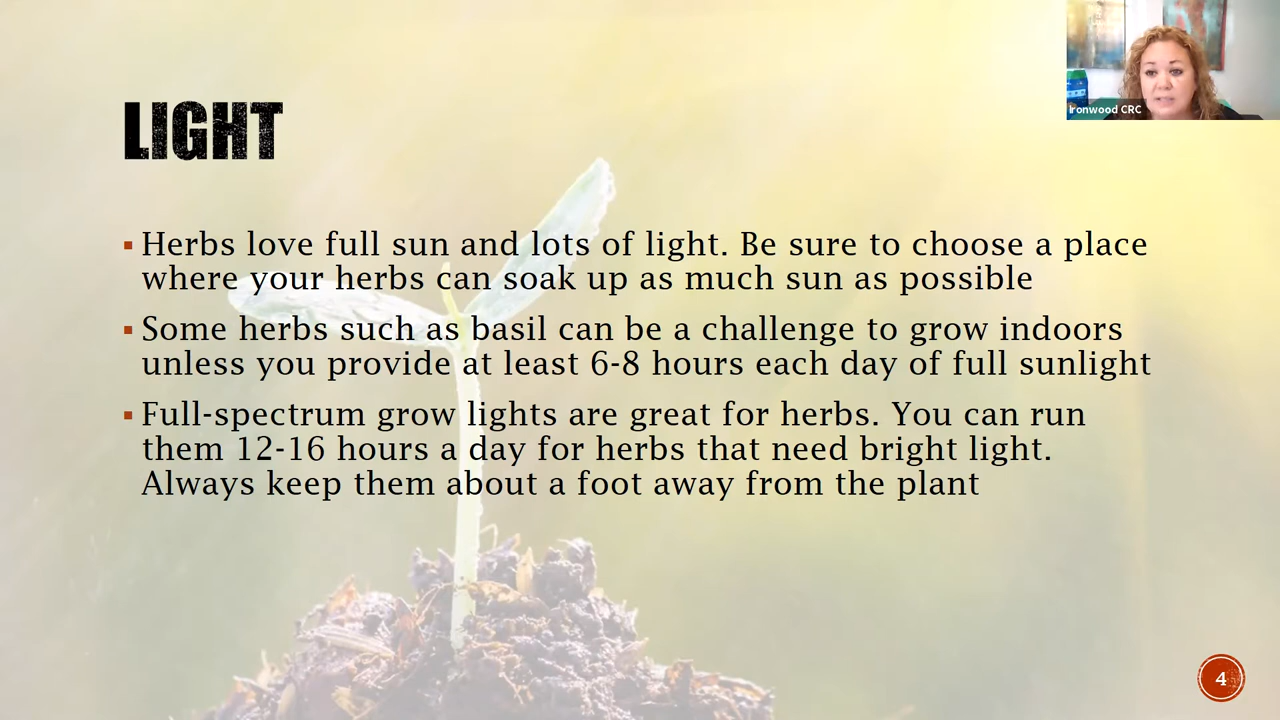 LIGHT
Ironwood CRC
▪ Herbs love full sun and lots of light. Be sure to choose a place
where your herbs can soak up as much sun as possible
▪ Some herbs such as basil can be a challenge to grow indoors
unless you provide at least 6-8 hours each day of full sunlight
▪ Full-spectrum grow lights are great for herbs. You can run
them 12-16 hours a day for herbs that need bright light.
Always keep them about a foot away from the plant
4